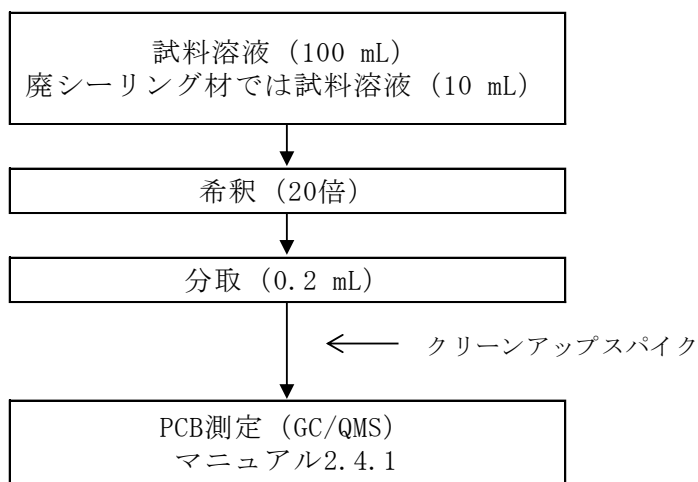 試料溶液 (100 mL)
廃シーリング材では試料溶液 (10 mL)
希釈 (20倍)
分取 (0.2 mL)
クリーンアップスパイク
PCB測定 (GC/QMS)
マニュアル2.4.1